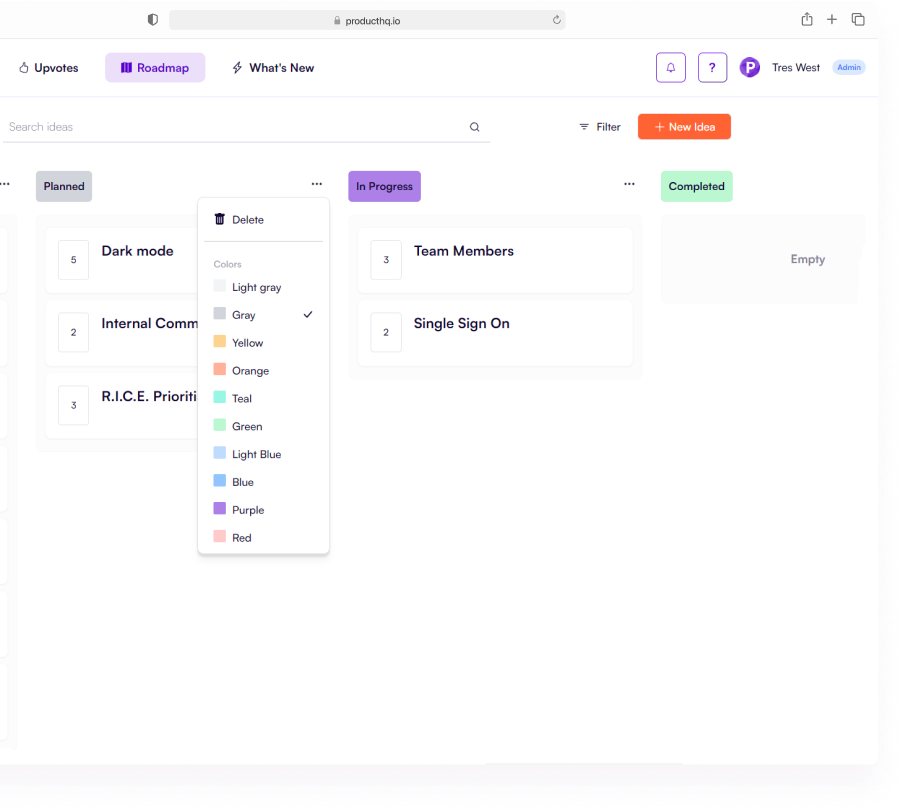 producthq.io
Upvotes
Roadmap
What's New
?
P
Tres West
Admin
Search ideas
Filter
+ New Idea
Planned
In Progress
Completed
Delete
Colors
Light gray
Gray
Yellow
Orange
Teal
Green
Light Blue
Blue
Purple
Red
5
Dark mode
2
Internal Comm
3
R.I.C.E. Prioriti
3
Team Members
2
Single Sign On
Empty